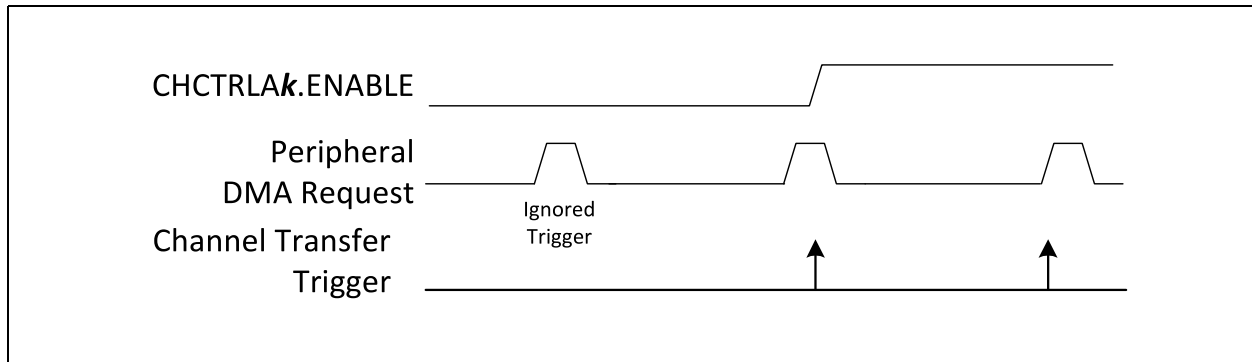 CHCTRLAk.ENABLE
Peripheral
DMA Request
Ignored
Trigger
Channel Transfer
Trigger